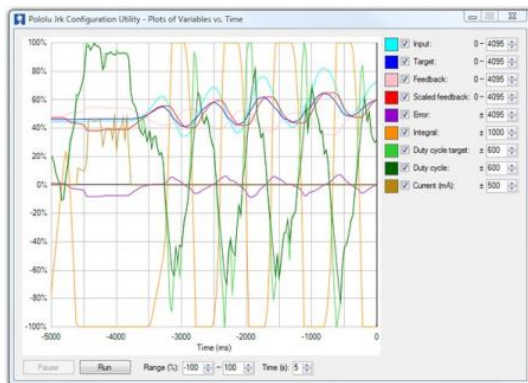 Pololu Jrk Configuration Utility - Plots of Variables vs. Time
100%
80%
60%
40%
20%
0%
-20%
-40%
-60%
-80%
-100%
-5000 -4000 -3000 -2000 -1000 0
Time (ms)
Input: 0 – 4095
Target: 0 – 4095
Feedback: 0 – 4095
Scaled feedback: 0 – 4095
Error: ± 4095
Integral: ± 1000
Duty cycle target: ± 600
Duty cycle: ± 600
Current (mA): ± 500
Pause Run Range (%): -100 – 100 Time (s): 5